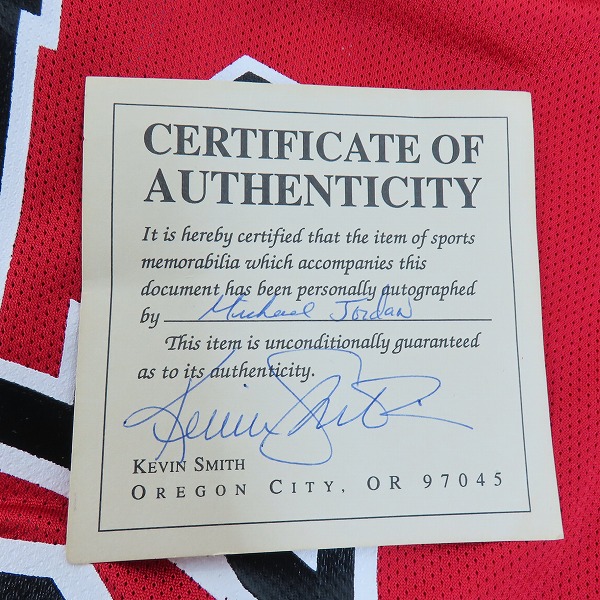 CERTIFICATE OF
AUTHENTICITY
It is hereby certified that the item of sports
memorabilia which accompanies this
document has been personally autographed
by Michael Jordan
This item is unconditionally guaranteed
as to its authenticity.
Kevin Smith
KEVIN SMITH
OREGON CITY, OR 97045